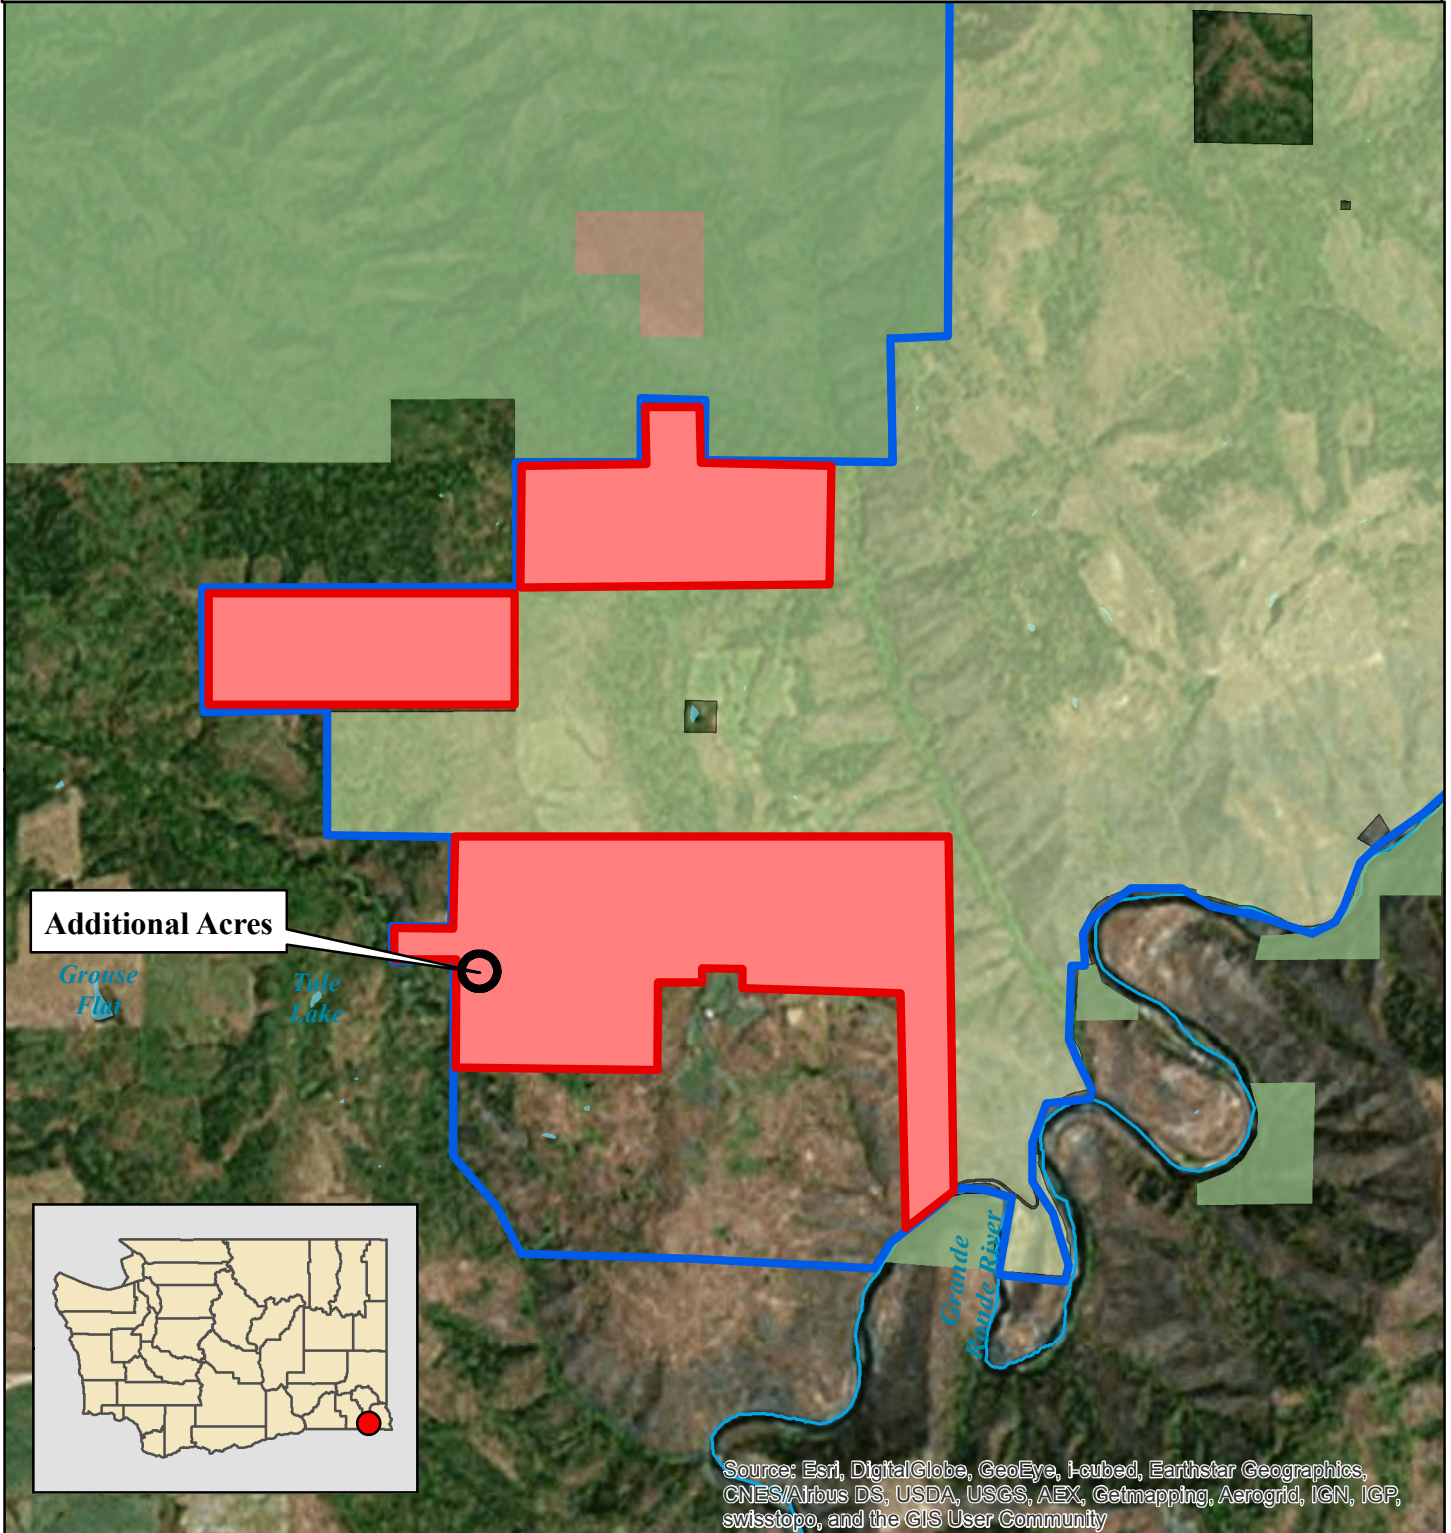 Additional Acres
Grouse
Flat
Tule
Lake
Grande
Ronde River
Source: Esri, DigitalGlobe, GeoEye, i-cubed, Earthstar Geographics,
CNES/Airbus DS, USDA, USGS, AEX, Getmapping, Aerogrid, IGN, IGP,
swisstopo, and the GIS User Community